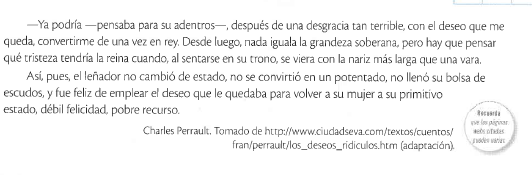 —Ya podría —pensaba para su adentros—, después de una desgracia tan terrible, con el deseo que me
queda, convertirme de una vez en rey. Desde luego, nada iguala la grandeza soberana, pero hay que pensar
qué tristeza tendría la reina cuando, al sentarse en su trono, se viera con la nariz más larga que una vara.
Así, pues, el leñador no cambió de estado, no se convirtió en un potentado, no llenó su bolsa de
escudos, y fue feliz de emplear el deseo que le quedaba para volver a su mujer a su primitivo
estado, débil felicidad, pobre recurso.
Charles Perrault. Tomado de http://www.ciudadseva.com/textos/cuentos/
fran/perrault/los_deseos_ridiculos.htm (adaptación).
Recuerda
que las páginas
web citadas
pueden variar.